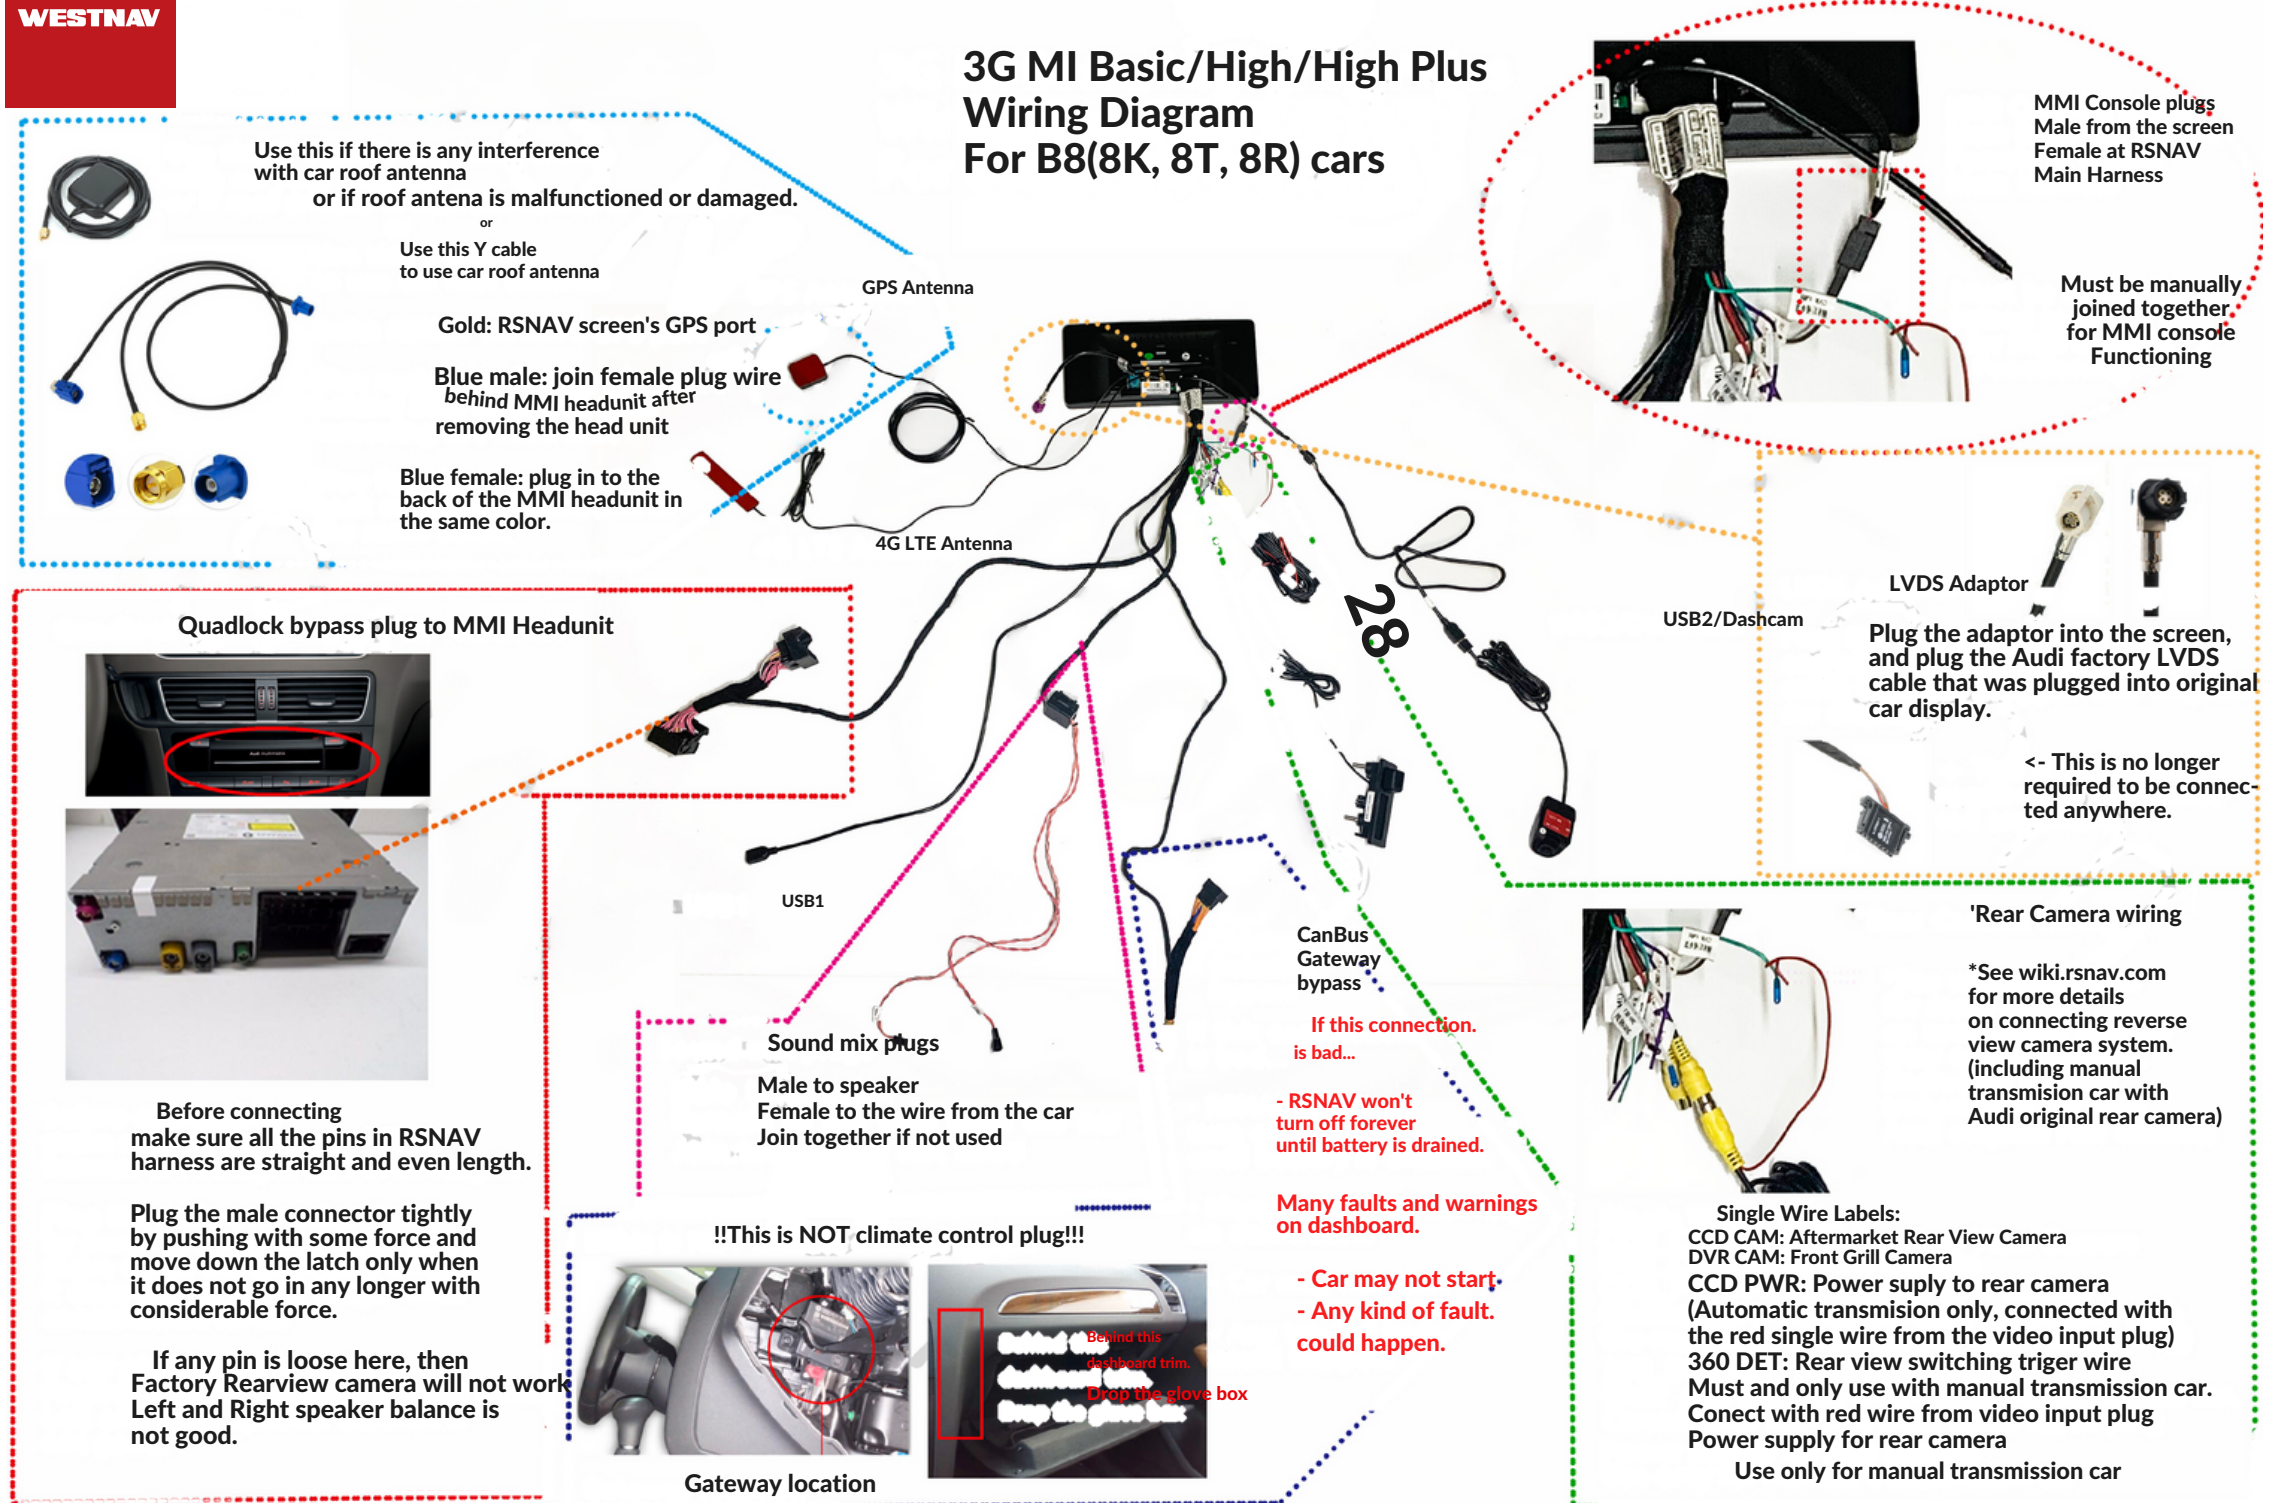 WESTNAV
3G MI Basic/High/High Plus
Wiring Diagram
For B8(8K, 8T, 8R) cars
Use this if there is any interference
with car roof antenna
or if roof antena is malfunctioned or damaged.
or
Use this Y cable
to use car roof antenna
Gold: RSNAV screen's GPS port
Blue male: join female plug wire
behind MMI headunit after
removing the head unit
Blue female: plug in to the
back of the MMI headunit in
the same color.
GPS Antenna
4G LTE Antenna
MMI Console plugs
Male from the screen
Female at RSNAV
Main Harness
Must be manually
joined together
for MMI console
Functioning
LVDS Adaptor
Plug the adaptor into the screen,
and plug the Audi factory LVDS
cable that was plugged into original
car display.
<- This is no longer
required to be connec-
ted anywhere.
USB2/Dashcam
28
Quadlock bypass plug to MMI Headunit
Before connecting
make sure all the pins in RSNAV
harness are straight and even length.
Plug the male connector tightly
by pushing with some force and
move down the latch only when
it does not go in any longer with
considerable force.
If any pin is loose here, then
Factory Rearview camera will not work
Left and Right speaker balance is
not good.
USB1
Sound mix plugs
Male to speaker
Female to the wire from the car
Join together if not used
CanBus
Gateway
bypass
If this connection.
is bad...
- RSNAV won't
turn off forever
until battery is drained.
Many faults and warnings
on dashboard.
- Car may not start.
- Any kind of fault.
could happen.
!!This is NOT climate control plug!!!
Behind this
dashboard trim.
Drop the glove box
Gateway location
'Rear Camera wiring
*See wiki.rsnav.com
for more details
on connecting reverse
view camera system.
(including manual
transmision car with
Audi original rear camera)
Single Wire Labels:
CCD CAM: Aftermarket Rear View Camera
DVR CAM: Front Grill Camera
CCD PWR: Power suply to rear camera
(Automatic transmision only, connected with
the red single wire from the video input plug)
360 DET: Rear view switching triger wire
Must and only use with manual transmission car.
Conect with red wire from video input plug
Power supply for rear camera
Use only for manual transmission car